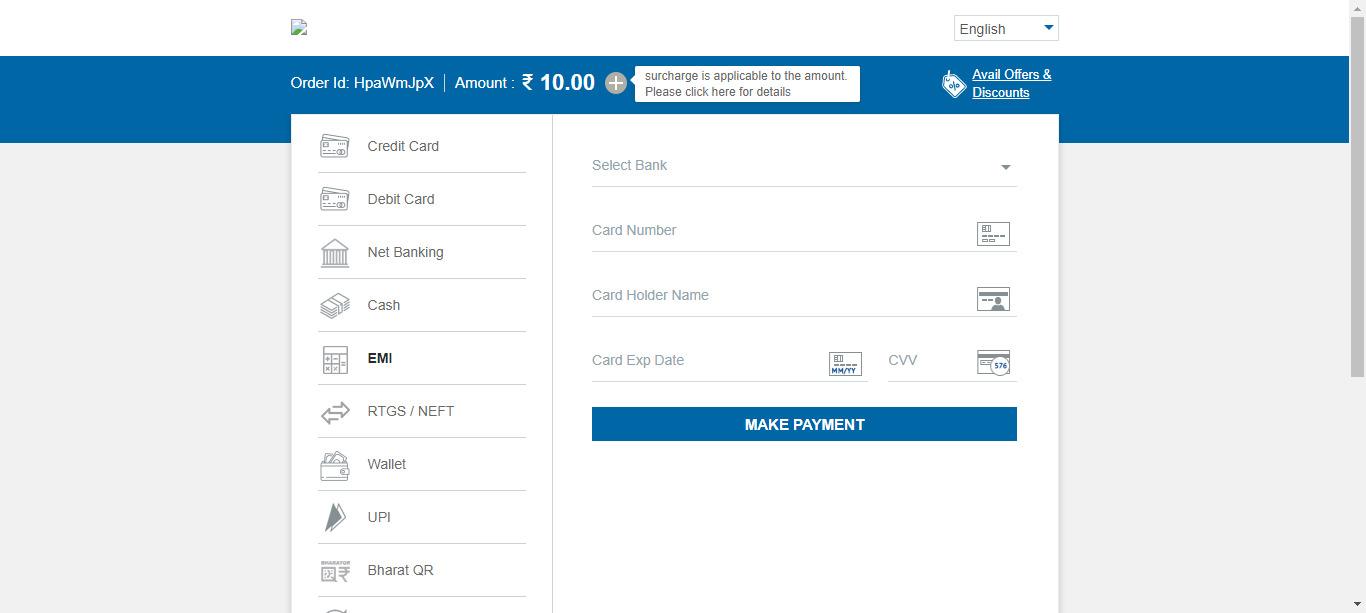 English
Order Id: HpaWmJpX
Amount : ₹ 10.00
surcharge is applicable to the amount.
Please click here for details
Avail Offers &
Discounts
Credit Card
Debit Card
Net Banking
Cash
EMI
RTGS / NEFT
Wallet
UPI
BHARATQR
Bharat QR
Select Bank
Card Number
Card Holder Name
Card Exp Date
MM/YY
CVV
576
MAKE PAYMENT